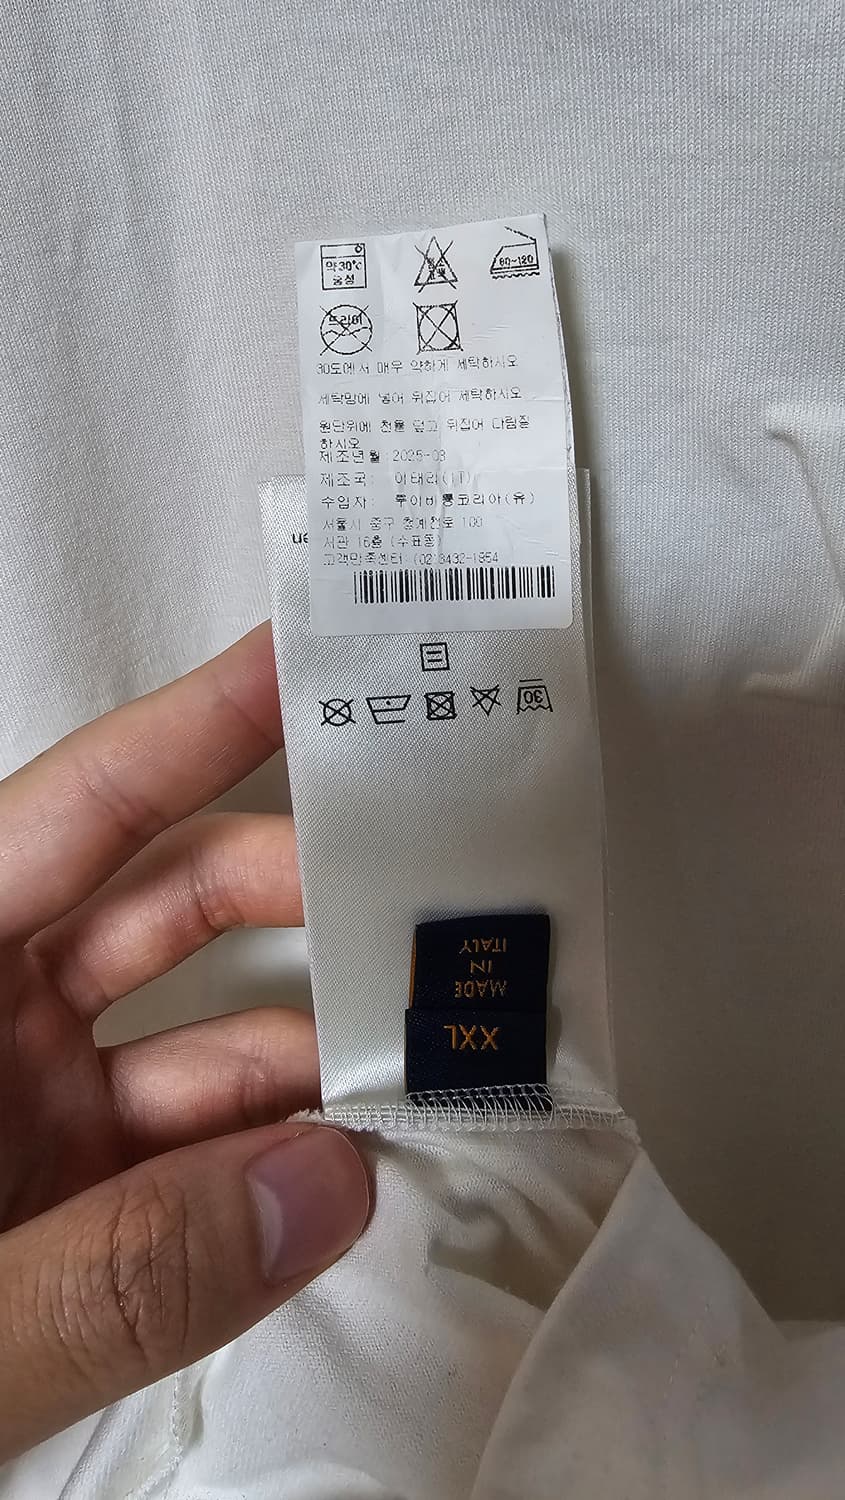 약 30℃
중성
80~120
드라이
30도에서 매우 약하게 세탁하시오
세탁망에 넣어 뒤집어 세탁하시오
원단위에 천을 덮고 뒤집어 다림질
하시오
제조년월: 2025-03
제조국: 이태리(IT)
수입자: 루이비통코리아(유)
서울시 중구 청계천로 100
서관 16층 (수표동)
고객만족센터: (02)3432-1854
30
MADE
IN
ITALY
XXL